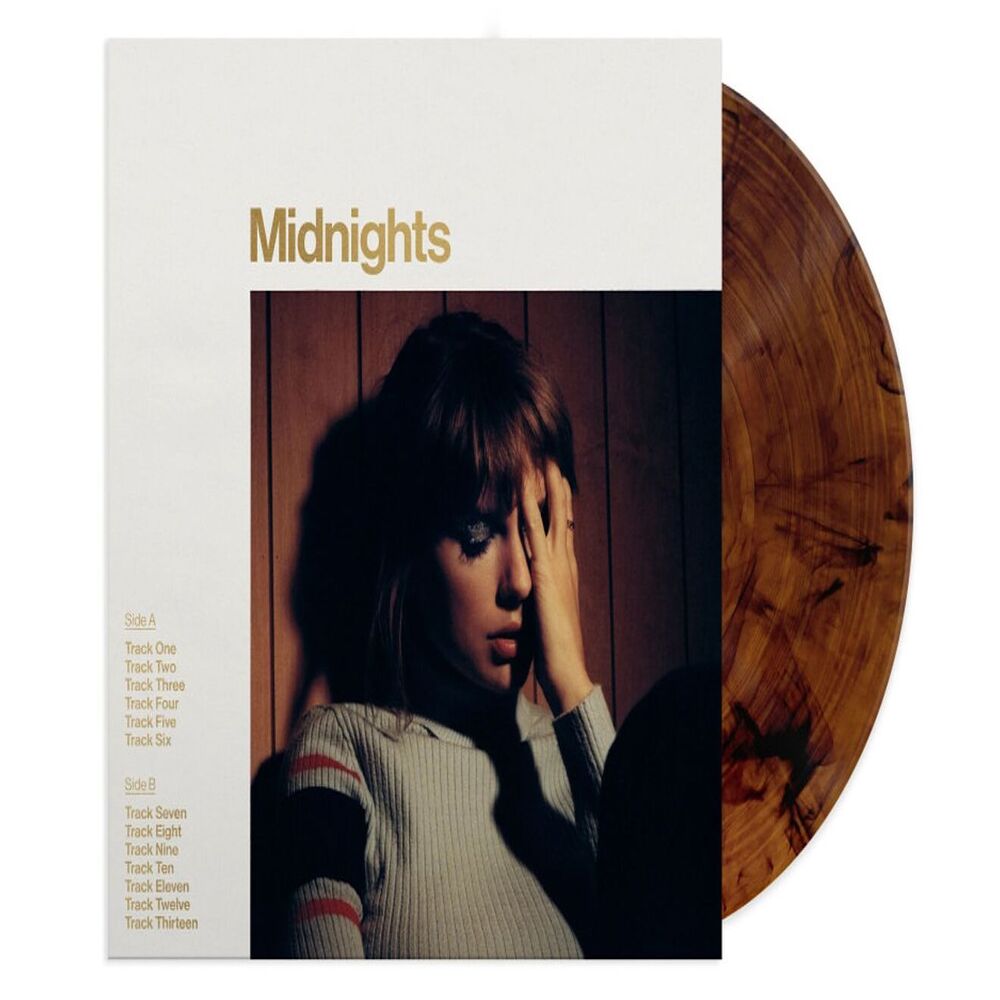 Midnights
Side A
Track One
Track Two
Track Three
Track Four
Track Five
Track Six
Side B
Track Seven
Track Eight
Track Nine
Track Ten
Track Eleven
Track Twelve
Track Thirteen